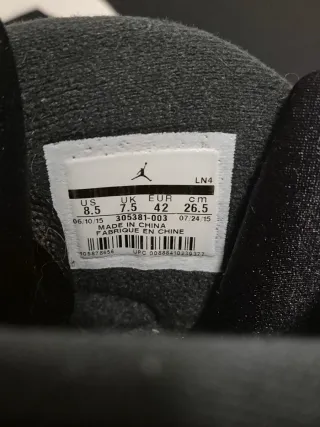 LN4
US UK EUR cm
8.5 7.5 42 26.5
06/10/15 305381-003 07/24/15
MADE IN CHINA
FABRIQUE EN CHINE
UPC